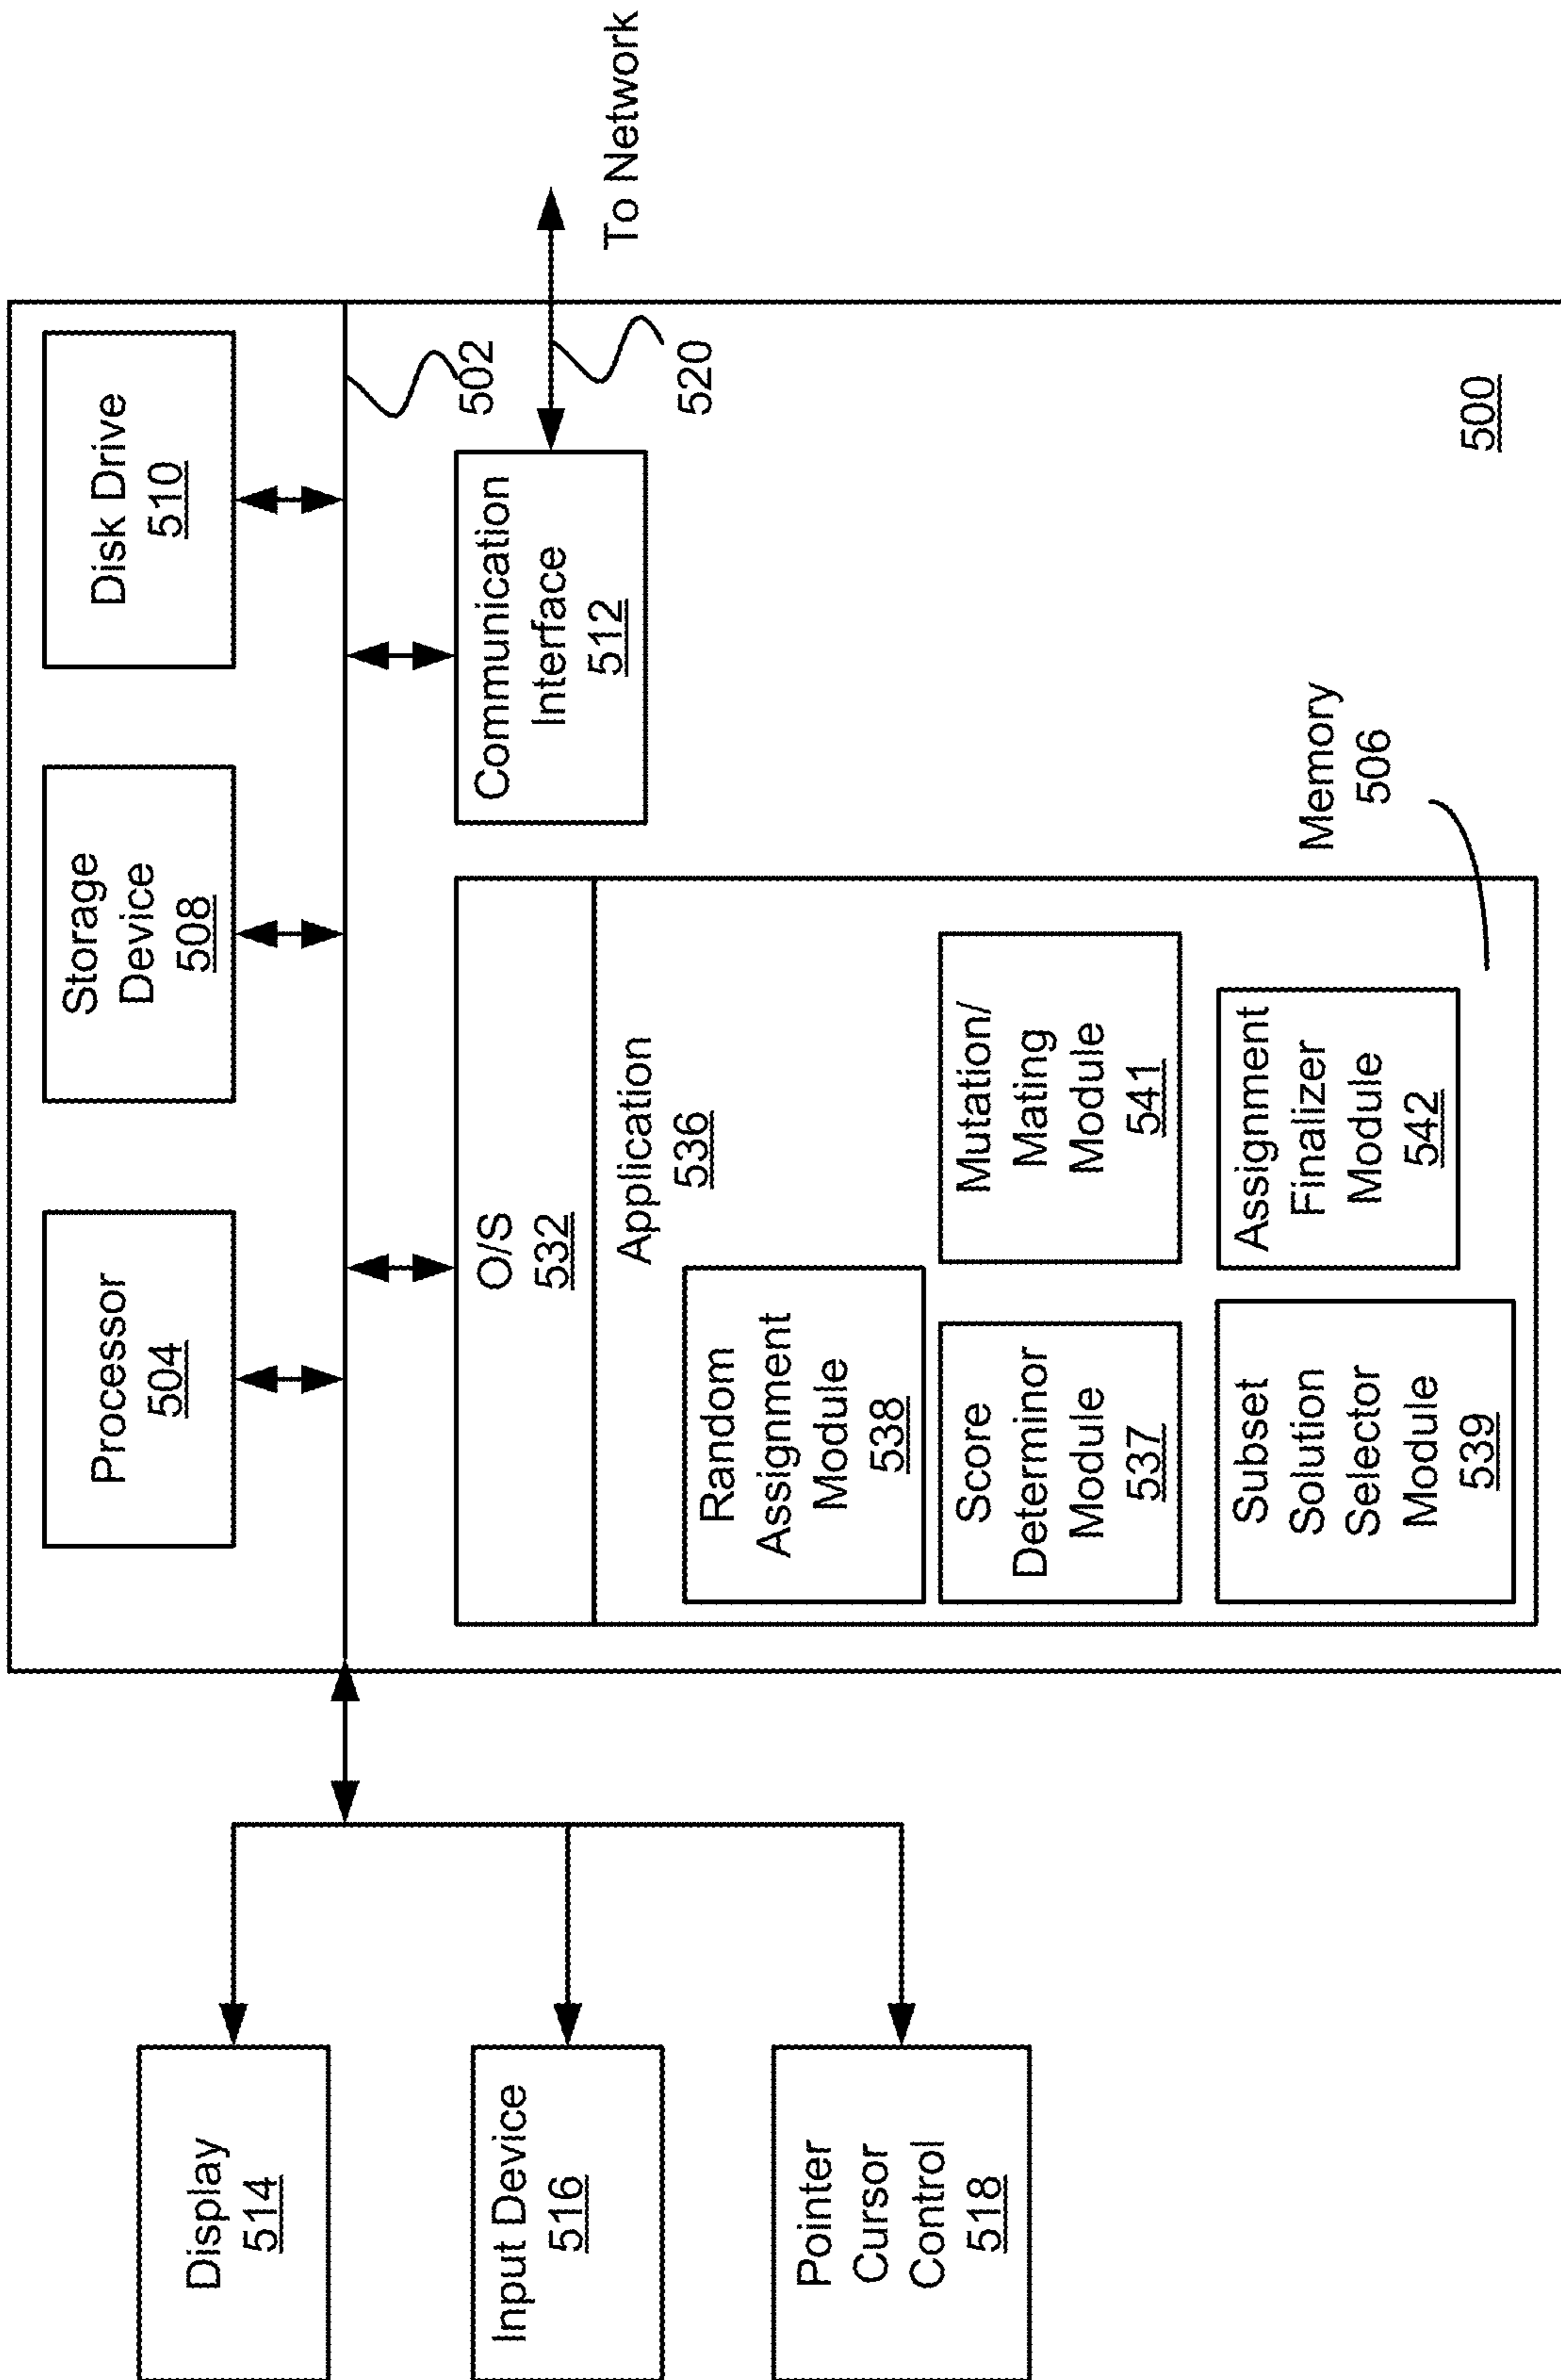 Display
514
Input Device
516
Pointer
Cursor
Control
518
Processor
504
Storage
Device
508
Disk Drive
510
502
O/S
532
Communication
Interface
512
520
To Network
Application
536
Random
Assignment
Module
538
Score
Determinor
Module
537
Mutation/
Mating
Module
541
Subset
Solution
Selector
Module
539
Assignment
Finalizer
Module
542
Memory
506
500